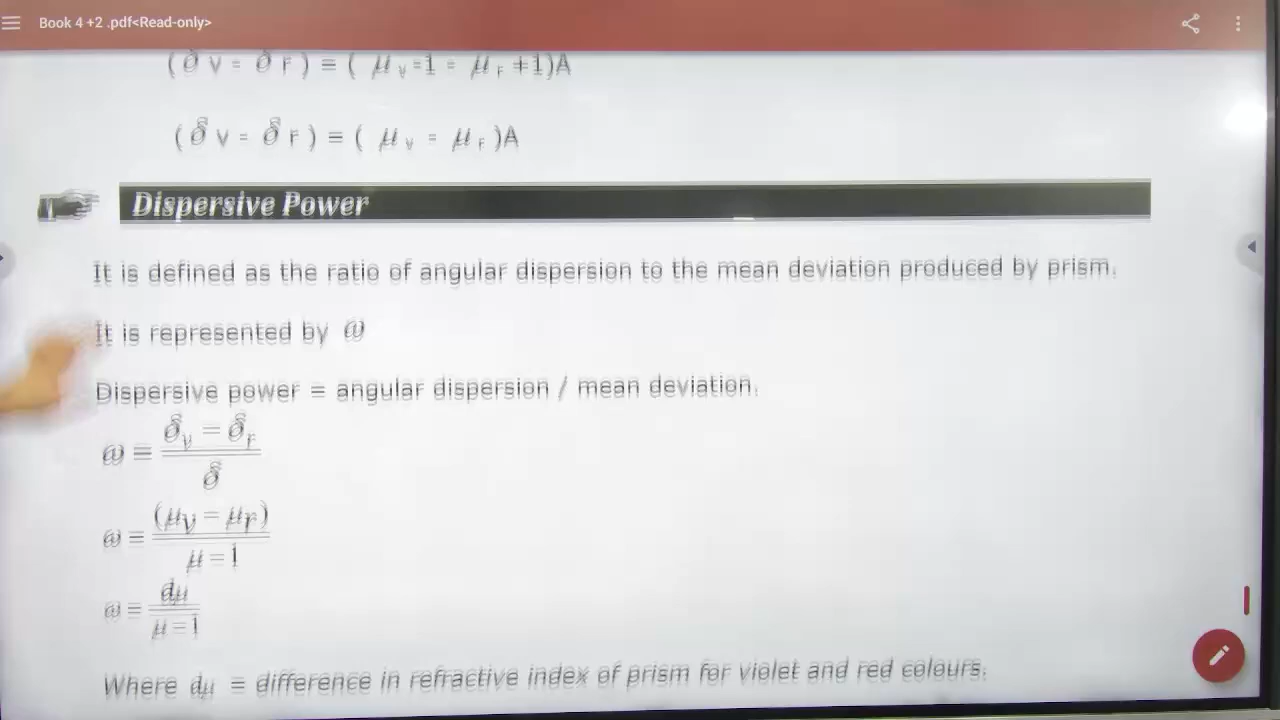 Book 4 +2 .pdf<Read-only>
( ∂ v - ∂ r ) = ( μ v -1 - μ r +1)A
( ∂ v - ∂ r ) = ( μ v - μ r )A
Dispersive Power
It is defined as the ratio of angular dispersion to the mean deviation produced by prism.
It is represented by ω
Dispersive power = angular dispersion / mean deviation.
ω = (∂v - ∂r) / ∂
ω = (μv - μr) / μ - 1
ω = dμ / μ - 1
Where dμ = difference in refractive index of prism for violet and red colours.